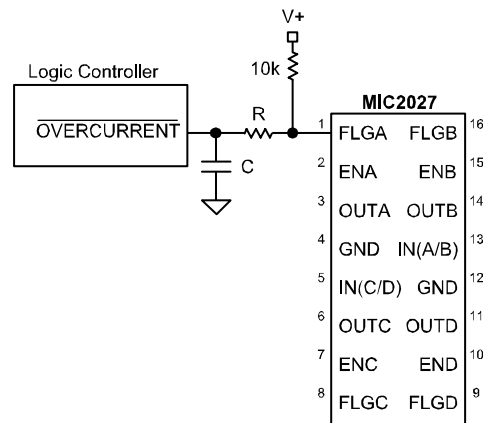 V+
10k
Logic Controller
OVERCURRENT
R
C
MIC2027
1 FLGA FLGB 16
2 ENA ENB 15
3 OUTA OUTB 14
4 GND IN(A/B) 13
5 IN(C/D) GND 12
6 OUTC OUTD 11
7 ENC END 10
8 FLGC FLGD 9